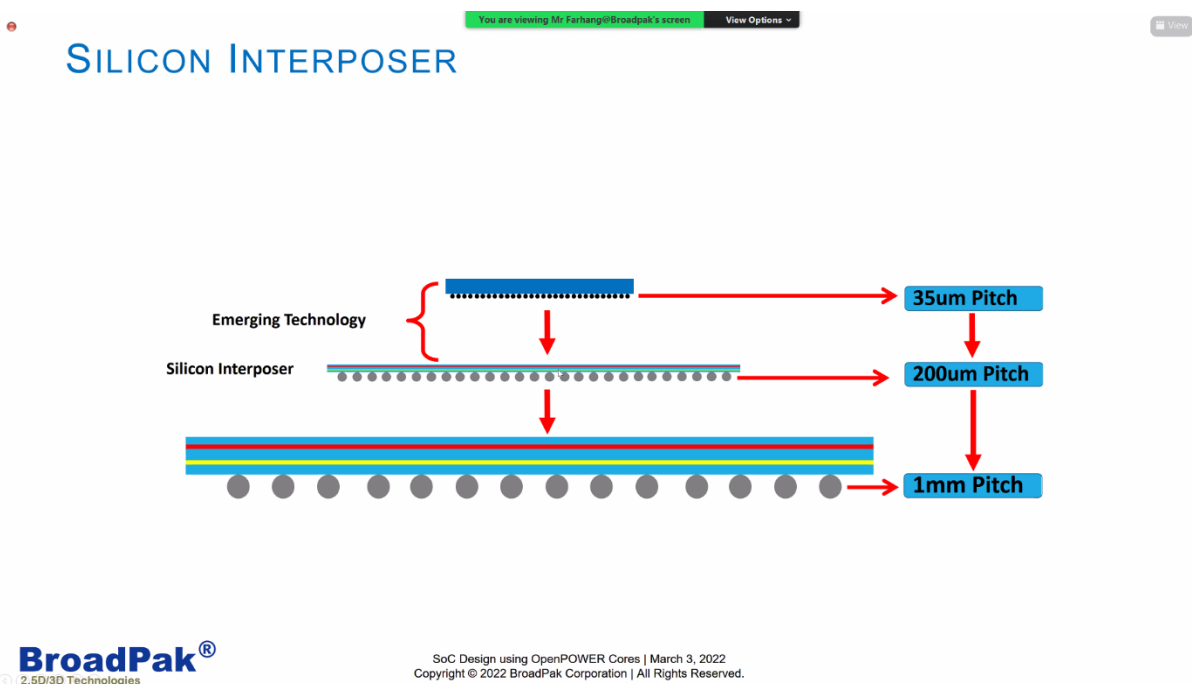 You are viewing Mr Farhang@Broadpak's screen View Options
View
SILICON INTERPOSER
35um Pitch
Emerging Technology
Silicon Interposer
200um Pitch
1mm Pitch
BroadPak®
2.5D/3D Technologies
SoC Design using OpenPOWER Cores | March 3, 2022
Copyright © 2022 BroadPak Corporation | All Rights Reserved.